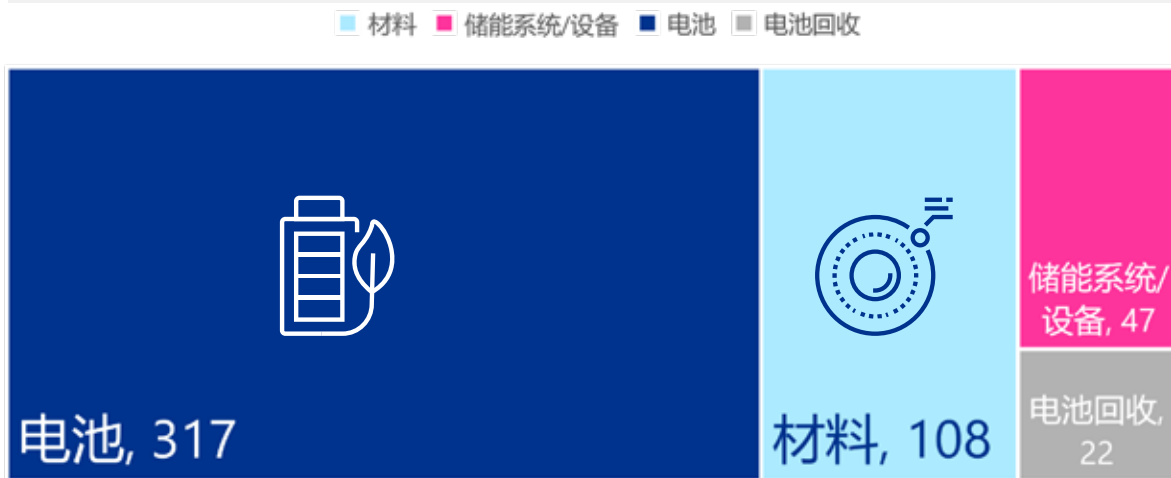 材料 储能系统/设备 电池 电池回收
电池, 317
材料, 108
储能系统/
设备, 47
电池回收,
22